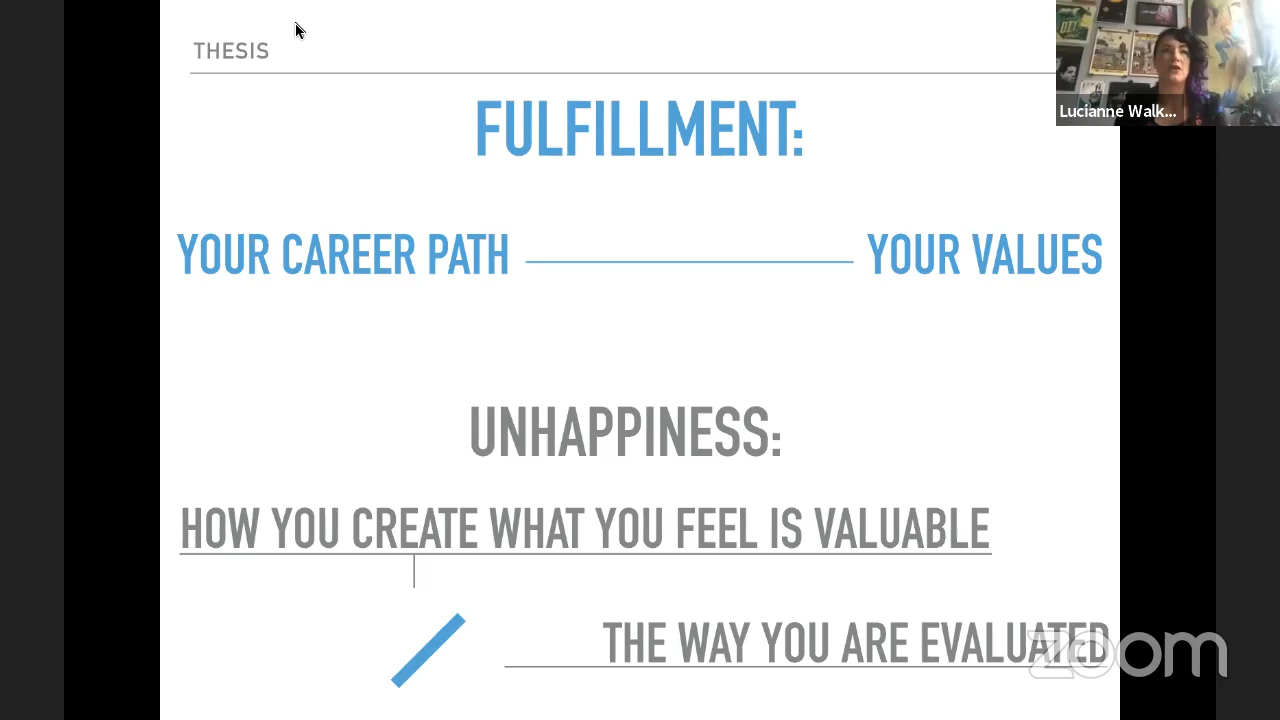 THESIS
Lucianne Walk...
FULFILLMENT:
YOUR CAREER PATH
YOUR VALUES
UNHAPPINESS:
HOW YOU CREATE WHAT YOU FEEL IS VALUABLE
THE WAY YOU ARE EVALUATED
zoom